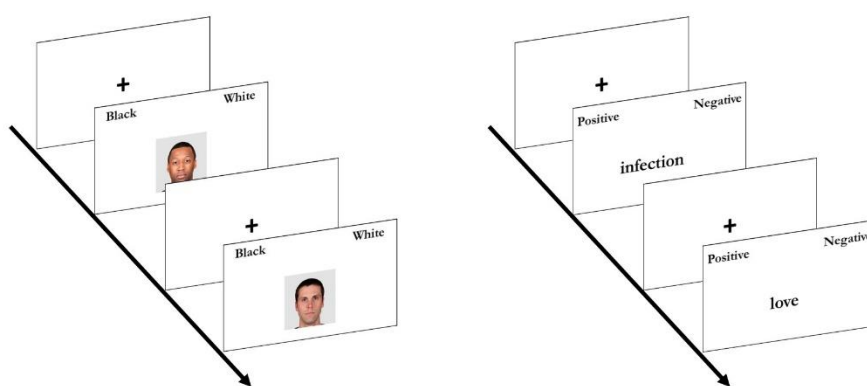 +
Black White
+
Black White
+
Positive Negative
infection
+
Positive Negative
love